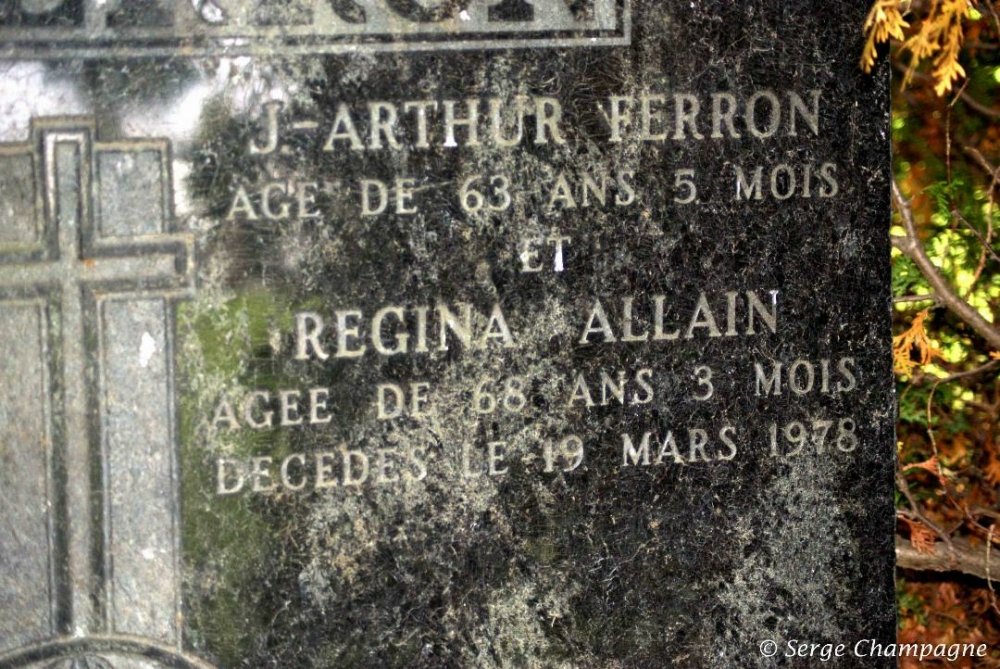 J.-ARTHUR FERRON
AGE DE 63 ANS 5 MOIS
ET
REGINA ALLAIN
AGEE DE 68 ANS 3 MOIS
DECEDES LE 19 MARS 1978
© Serge Champagne